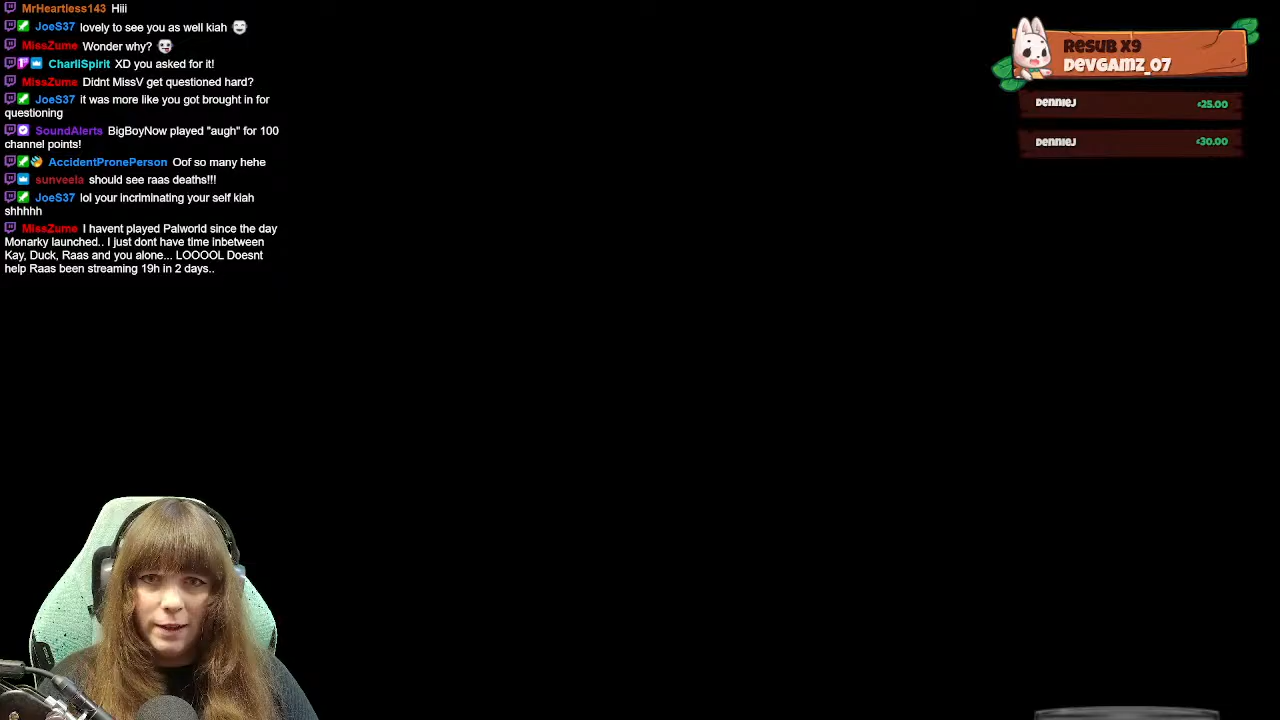 MrHeartless143 Hiii
JoeS37 lovely to see you as well kiah
MissZume Wonder why?
CharliSpirit XD you asked for it!
MissZume Didnt MissV get questioned hard?
JoeS37 it was more like you got brought in for
questioning
SoundAlerts BigBoyNow played "augh" for 100
channel points!
AccidentPronePerson Oof so many hehe
sunveela should see raas deaths!!!
JoeS37 lol your incriminating your self kiah
shhhhh
MissZume I havent played Palworld since the day
Monarky launched.. I just dont have time inbetween
Kay, Duck, Raas and you alone... LOOOOL Doesnt
help Raas been streaming 19h in 2 days..
Resub x9
DevGamz_07
DennieJ £25.00
DennieJ £30.00